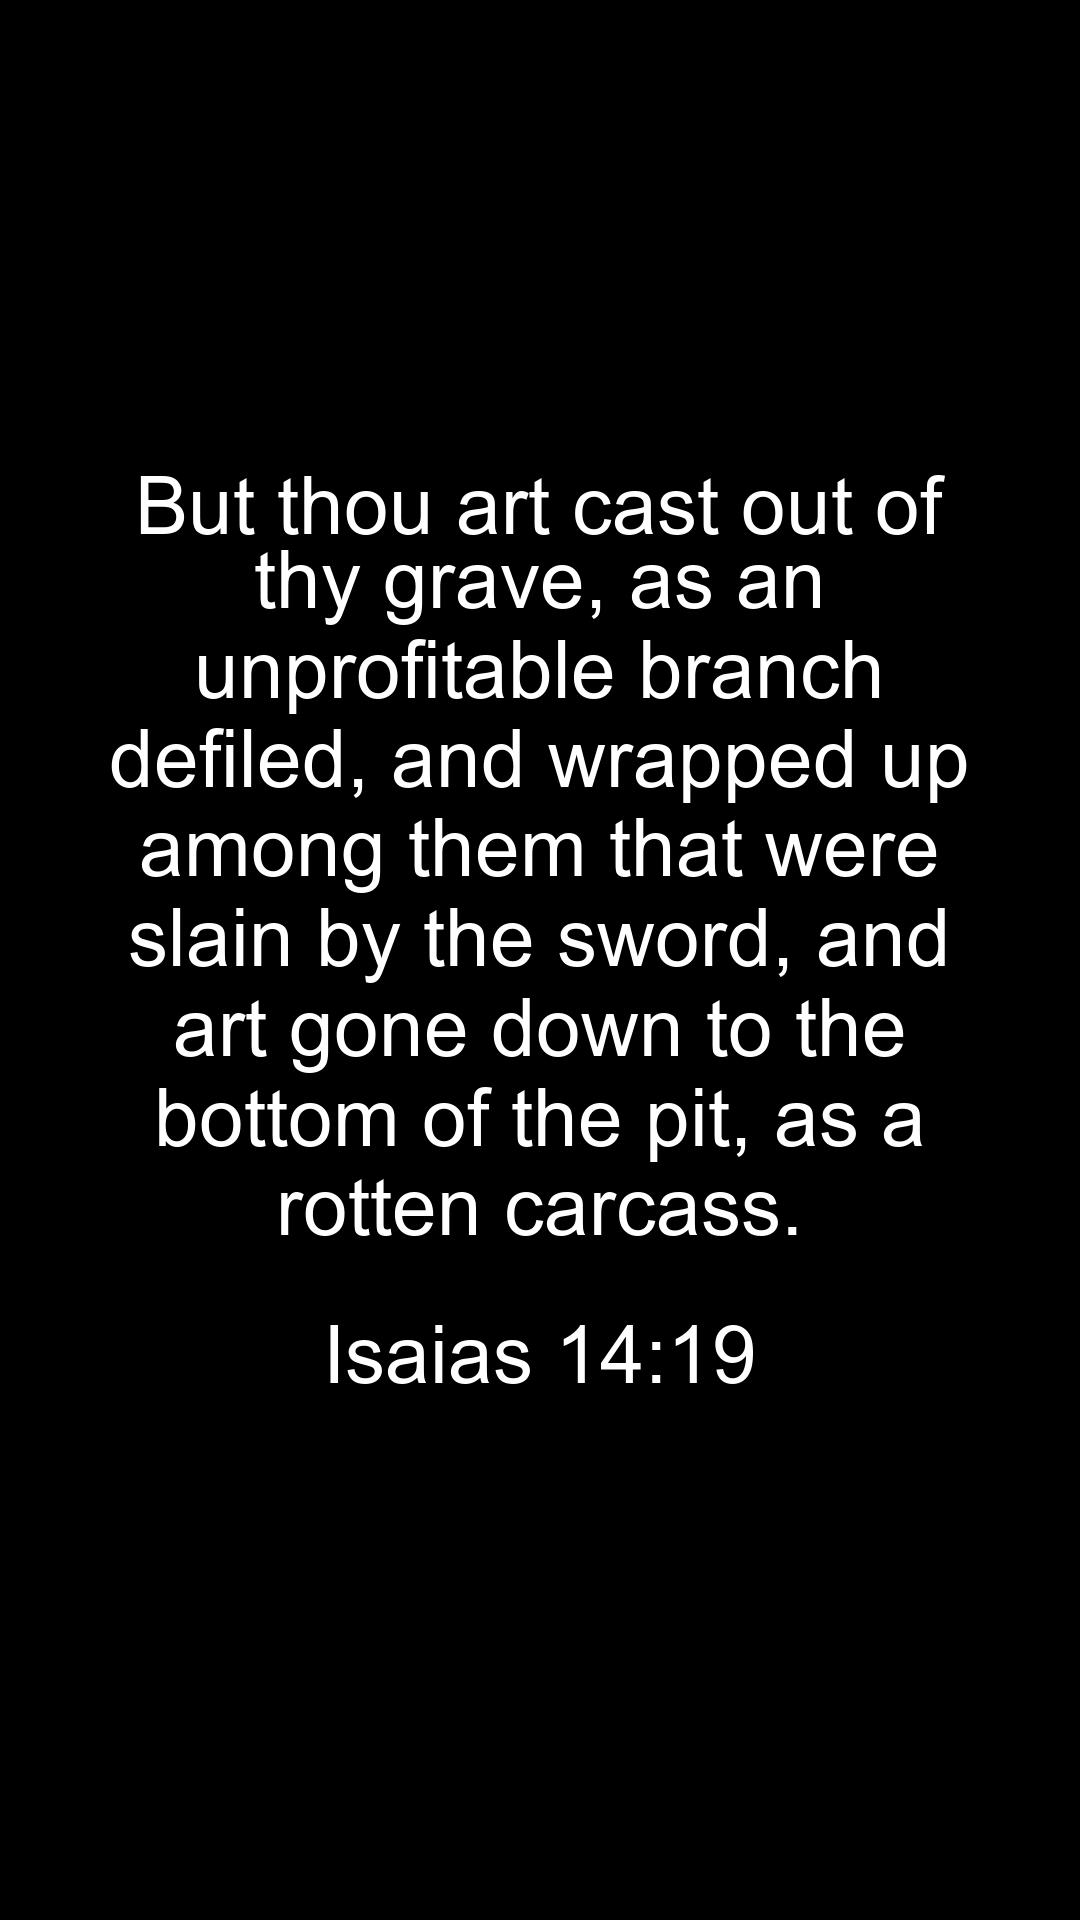 But thou art cast out of
thy grave, as an
unprofitable branch
defiled, and wrapped up
among them that were
slain by the sword, and
art gone down to the
bottom of the pit, as a
rotten carcass.
Isaias 14:19